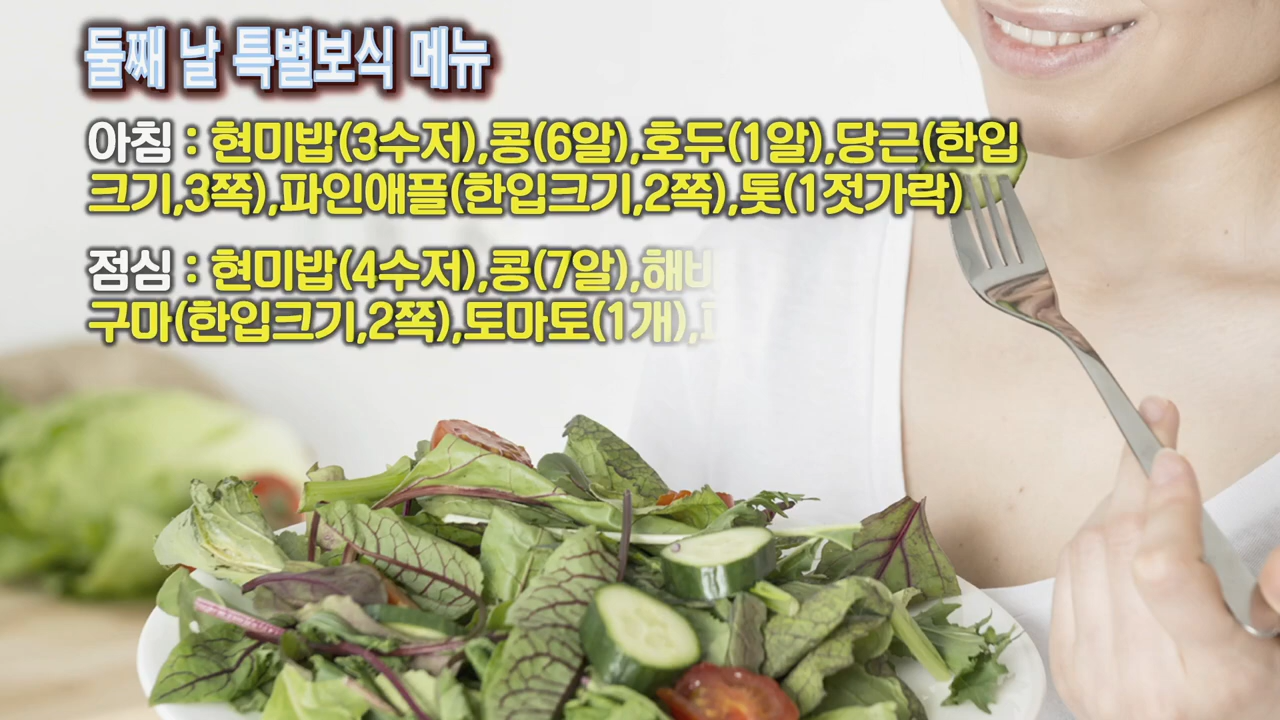 둘째 날 특별보식 메뉴
아침 : 현미밥(3수저),콩(6알),호두(1알),당근(한입
크기,3쪽),파인애플(한입크기,2쪽),톳(1젓가락)
점심 : 현미밥(4수저),콩(7알),
구마(한입크기,2쪽),토마토(1개),